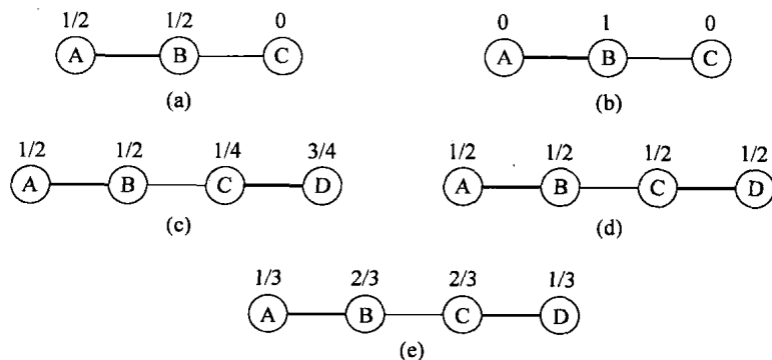 1/2 1/2 0
A B C
(a)
0 1 0
A B C
(b)
1/2 1/2 1/4 3/4
A B C D
(c)
1/2 1/2 1/2 1/2
A B C D
(d)
1/3 2/3 2/3 1/3
A B C D
(e)